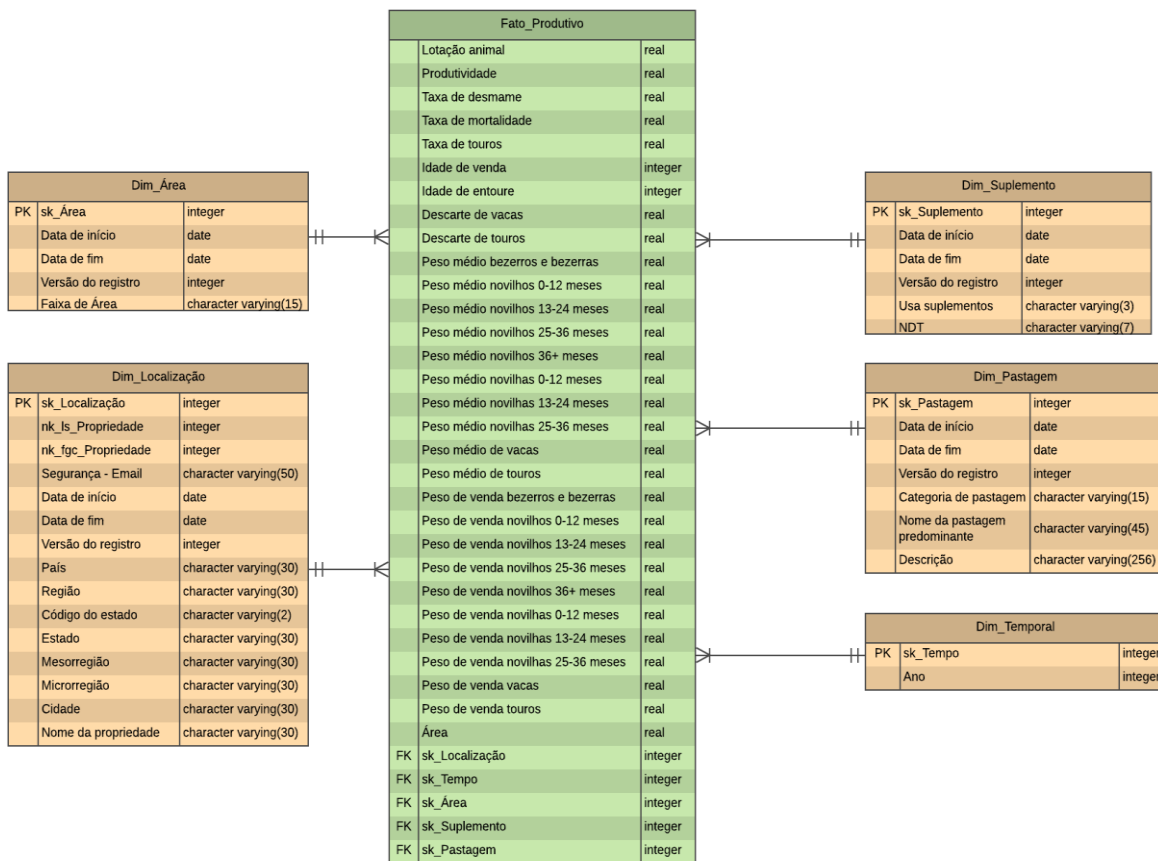 Fato_Produtivo
Lotação animal real
Produtividade real
Taxa de desmame real
Taxa de mortalidade real
Taxa de touros real
Idade de venda integer
Idade de entoure integer
Descarte de vacas real
Descarte de touros real
Peso médio bezerros e bezerras real
Peso médio novilhos 0-12 meses real
Peso médio novilhos 13-24 meses real
Peso médio novilhos 25-36 meses real
Peso médio novilhos 36+ meses real
Peso médio novilhas 0-12 meses real
Peso médio novilhas 13-24 meses real
Peso médio novilhas 25-36 meses real
Peso médio de vacas real
Peso médio de touros real
Peso de venda bezerros e bezerras real
Peso de venda novilhos 0-12 meses real
Peso de venda novilhos 13-24 meses real
Peso de venda novilhos 25-36 meses real
Peso de venda novilhos 36+ meses real
Peso de venda novilhas 0-12 meses real
Peso de venda novilhas 13-24 meses real
Peso de venda novilhas 25-36 meses real
Peso de venda vacas real
Peso de venda touros real
Área real
FK sk_Localização integer
FK sk_Tempo integer
FK sk_Área integer
FK sk_Suplemento integer
FK sk_Pastagem integer
Dim_Área
PK sk_Área integer
Data de início date
Data de fim date
Versão do registro integer
Faixa de Área character varying(15)
Dim_Localização
PK sk_Localização integer
nk_ls_Propriedade integer
nk_fgc_Propriedade integer
Segurança - Email character varying(50)
Data de início date
Data de fim date
Versão do registro integer
País character varying(30)
Região character varying(30)
Código do estado character varying(2)
Estado character varying(30)
Mesorregião character varying(30)
Microrregião character varying(30)
Cidade character varying(30)
Nome da propriedade character varying(30)
Dim_Suplemento
PK sk_Suplemento integer
Data de início date
Data de fim date
Versão do registro integer
Usa suplementos character varying(3)
NDT character varying(7)
Dim_Pastagem
PK sk_Pastagem integer
Data de início date
Data de fim date
Versão do registro integer
Categoria de pastagem character varying(15)
Nome da pastagem
predominante character varying(45)
Descrição character varying(256)
Dim_Temporal
PK sk_Tempo integer
Ano integer